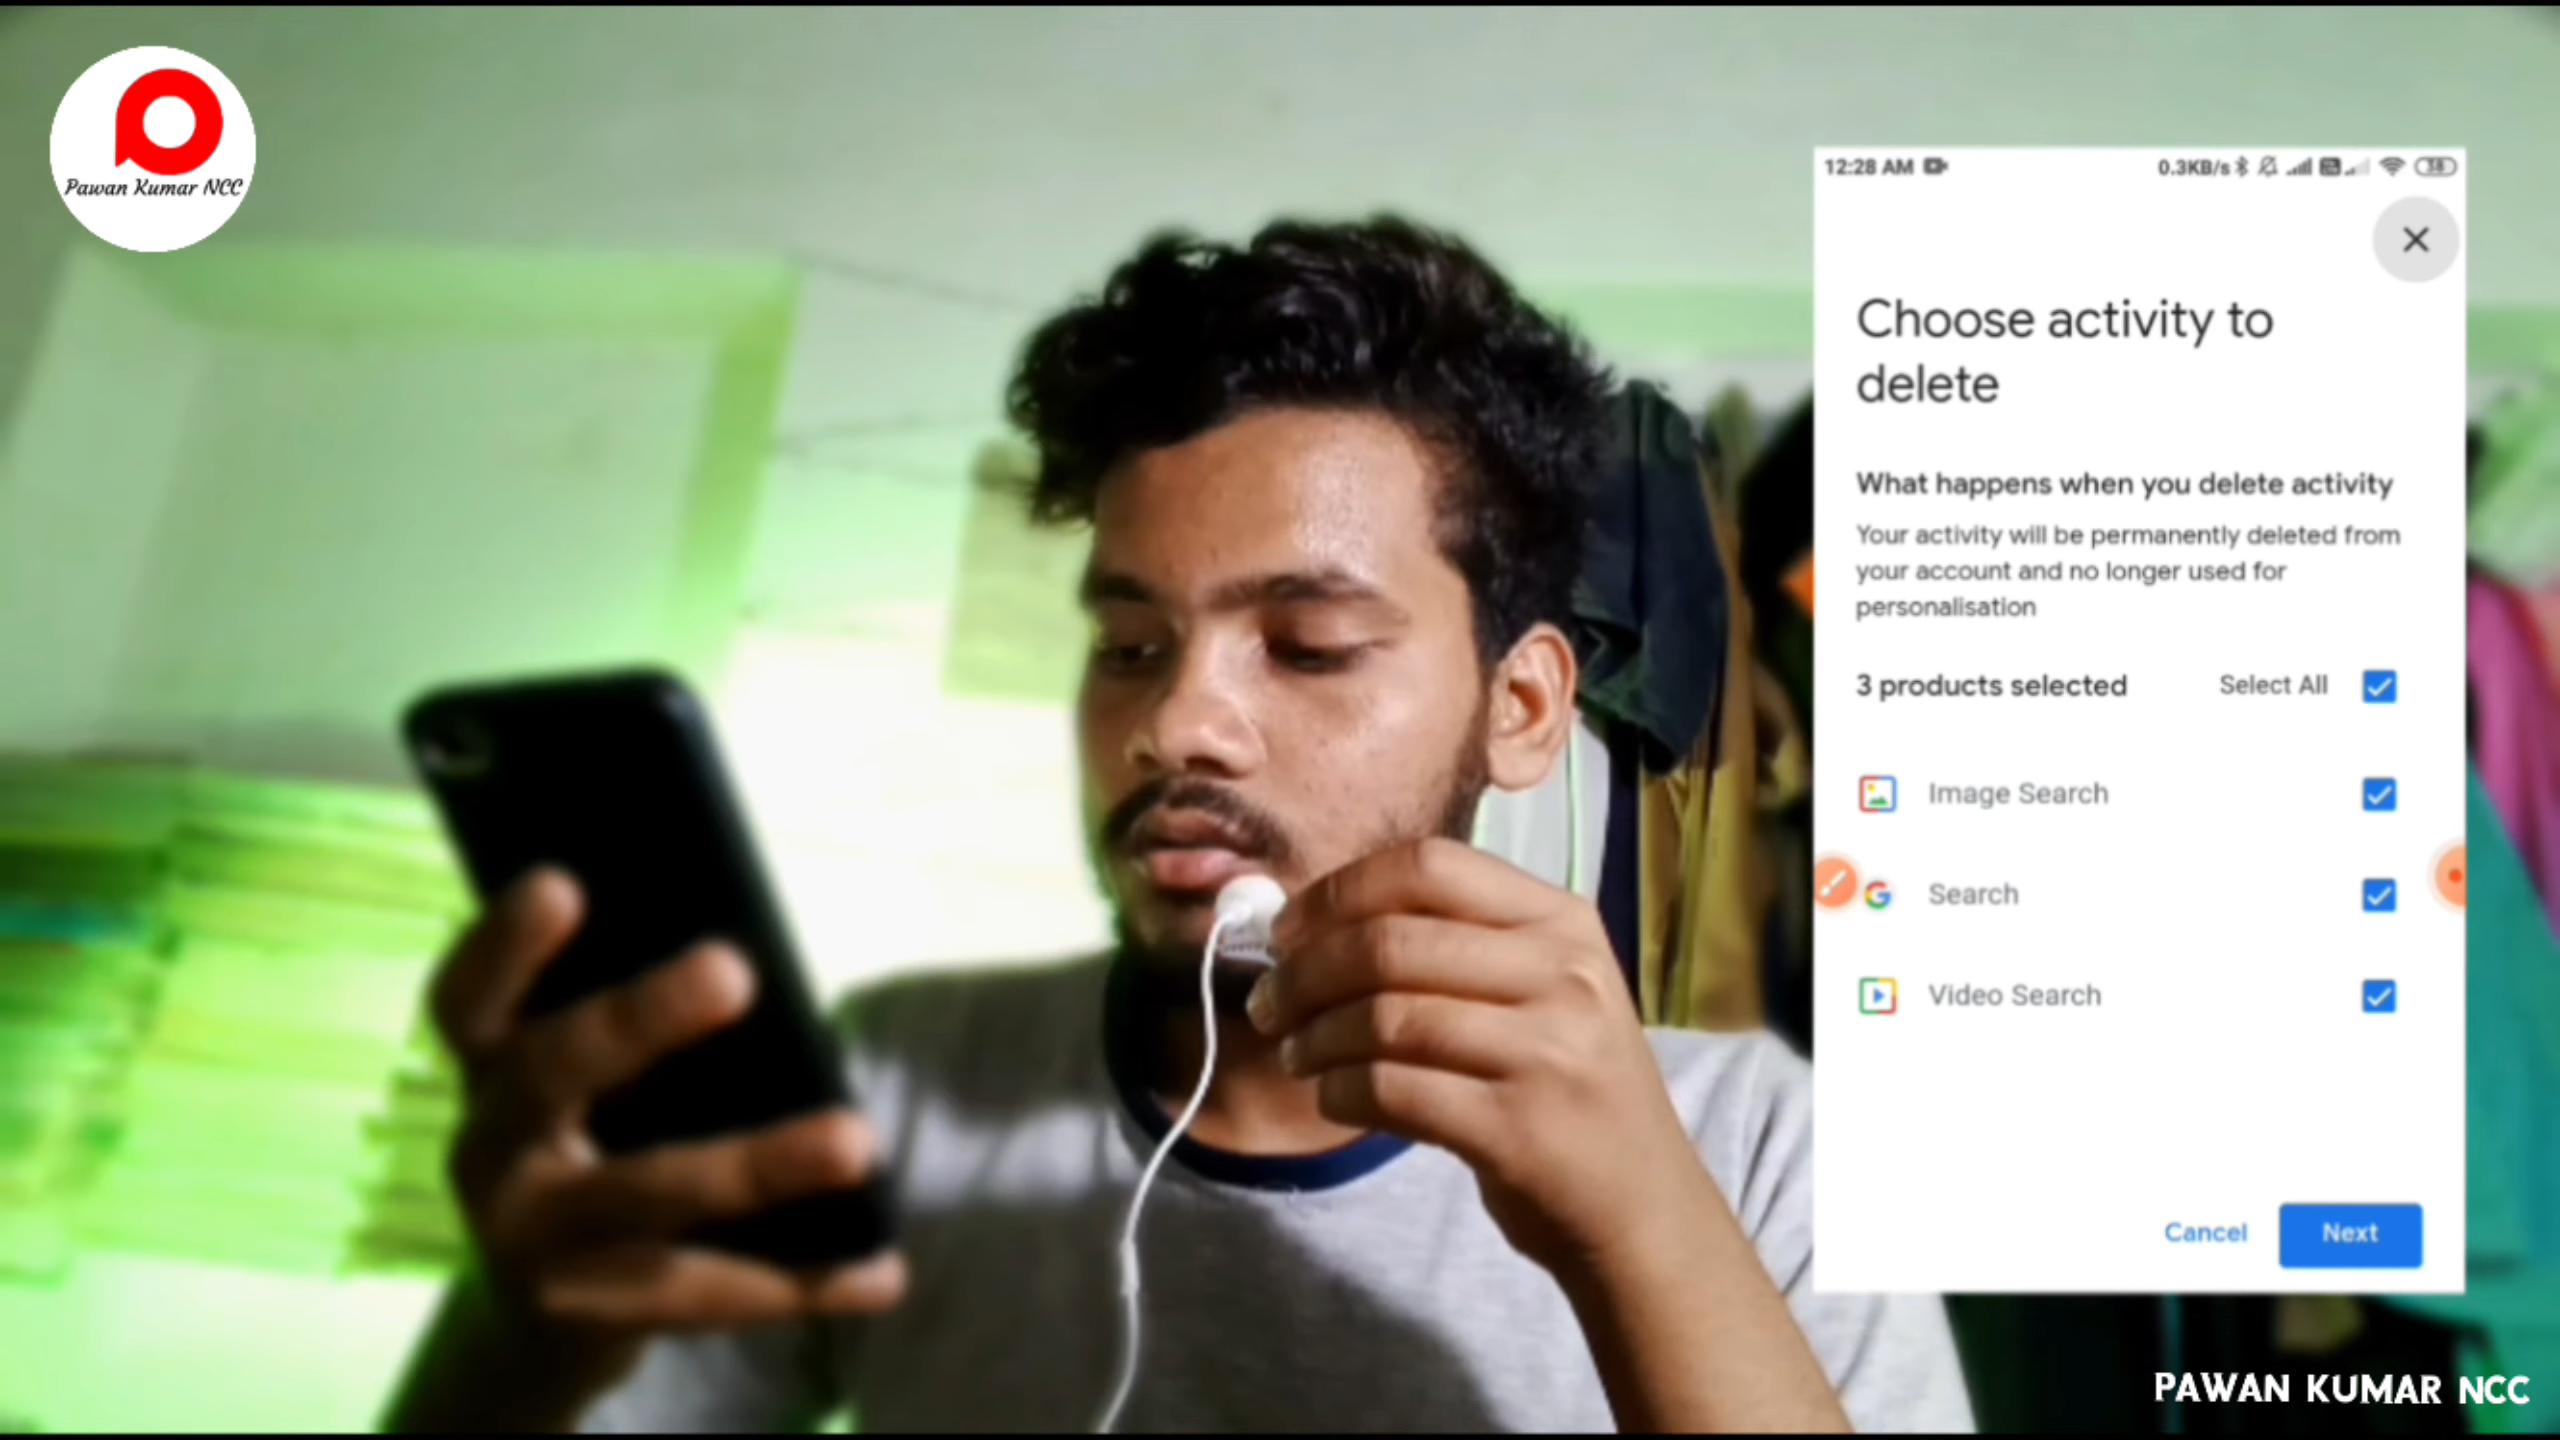 Pawan Kumar NCC
12:28 AM 0.3KB/s 38
Choose activity to
delete
What happens when you delete activity
Your activity will be permanently deleted from
your account and no longer used for
personalisation
3 products selected Select All
Image Search
Search
Video Search
Cancel Next
PAWAN KUMAR NCC